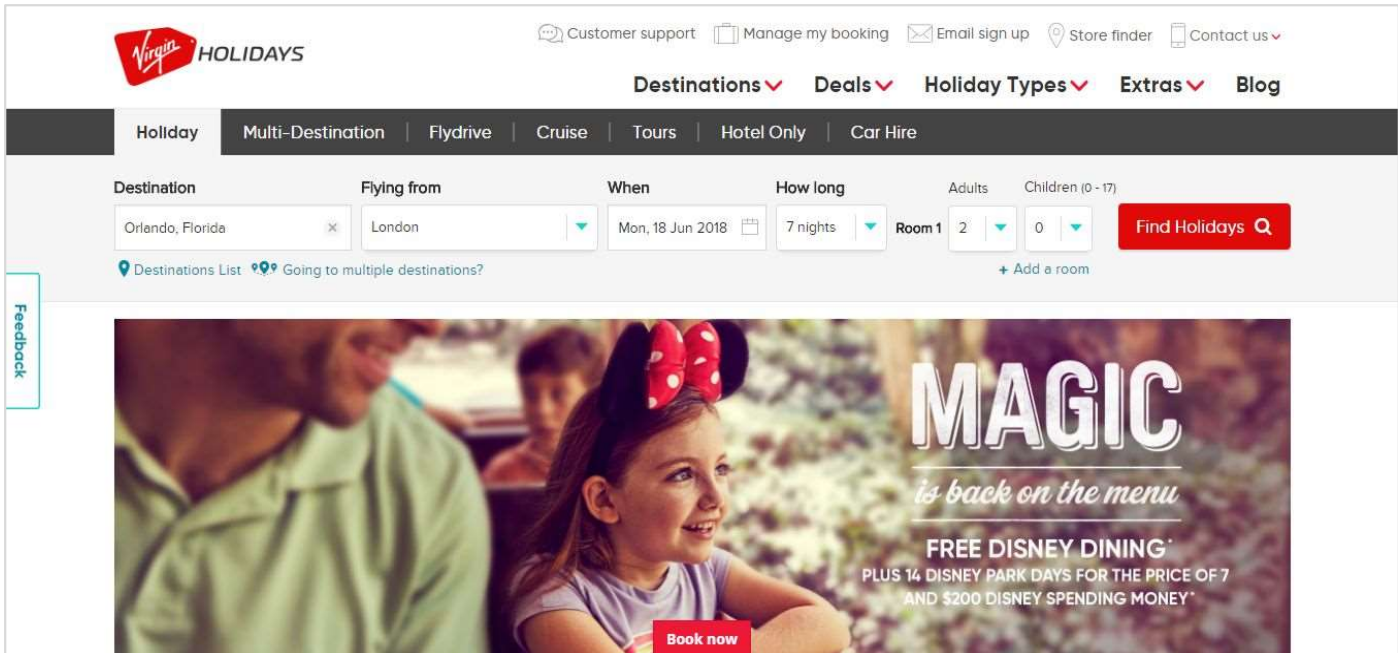 Virgin HOLIDAYS
Customer support Manage my booking Email sign up Store finder Contact us
Destinations Deals Holiday Types Extras Blog
Holiday Multi-Destination Flydrive Cruise Tours Hotel Only Car Hire
Destination Flying from When How long Adults Children (0 - 17)
Orlando, Florida × London Mon, 18 Jun 2018 7 nights Room 1 2 0 Find Holidays
Destinations List Going to multiple destinations? + Add a room
Feedback
MAGIC
is back on the menu
FREE DISNEY DINING*
PLUS 14 DISNEY PARK DAYS FOR THE PRICE OF 7
AND $200 DISNEY SPENDING MONEY*
Book now